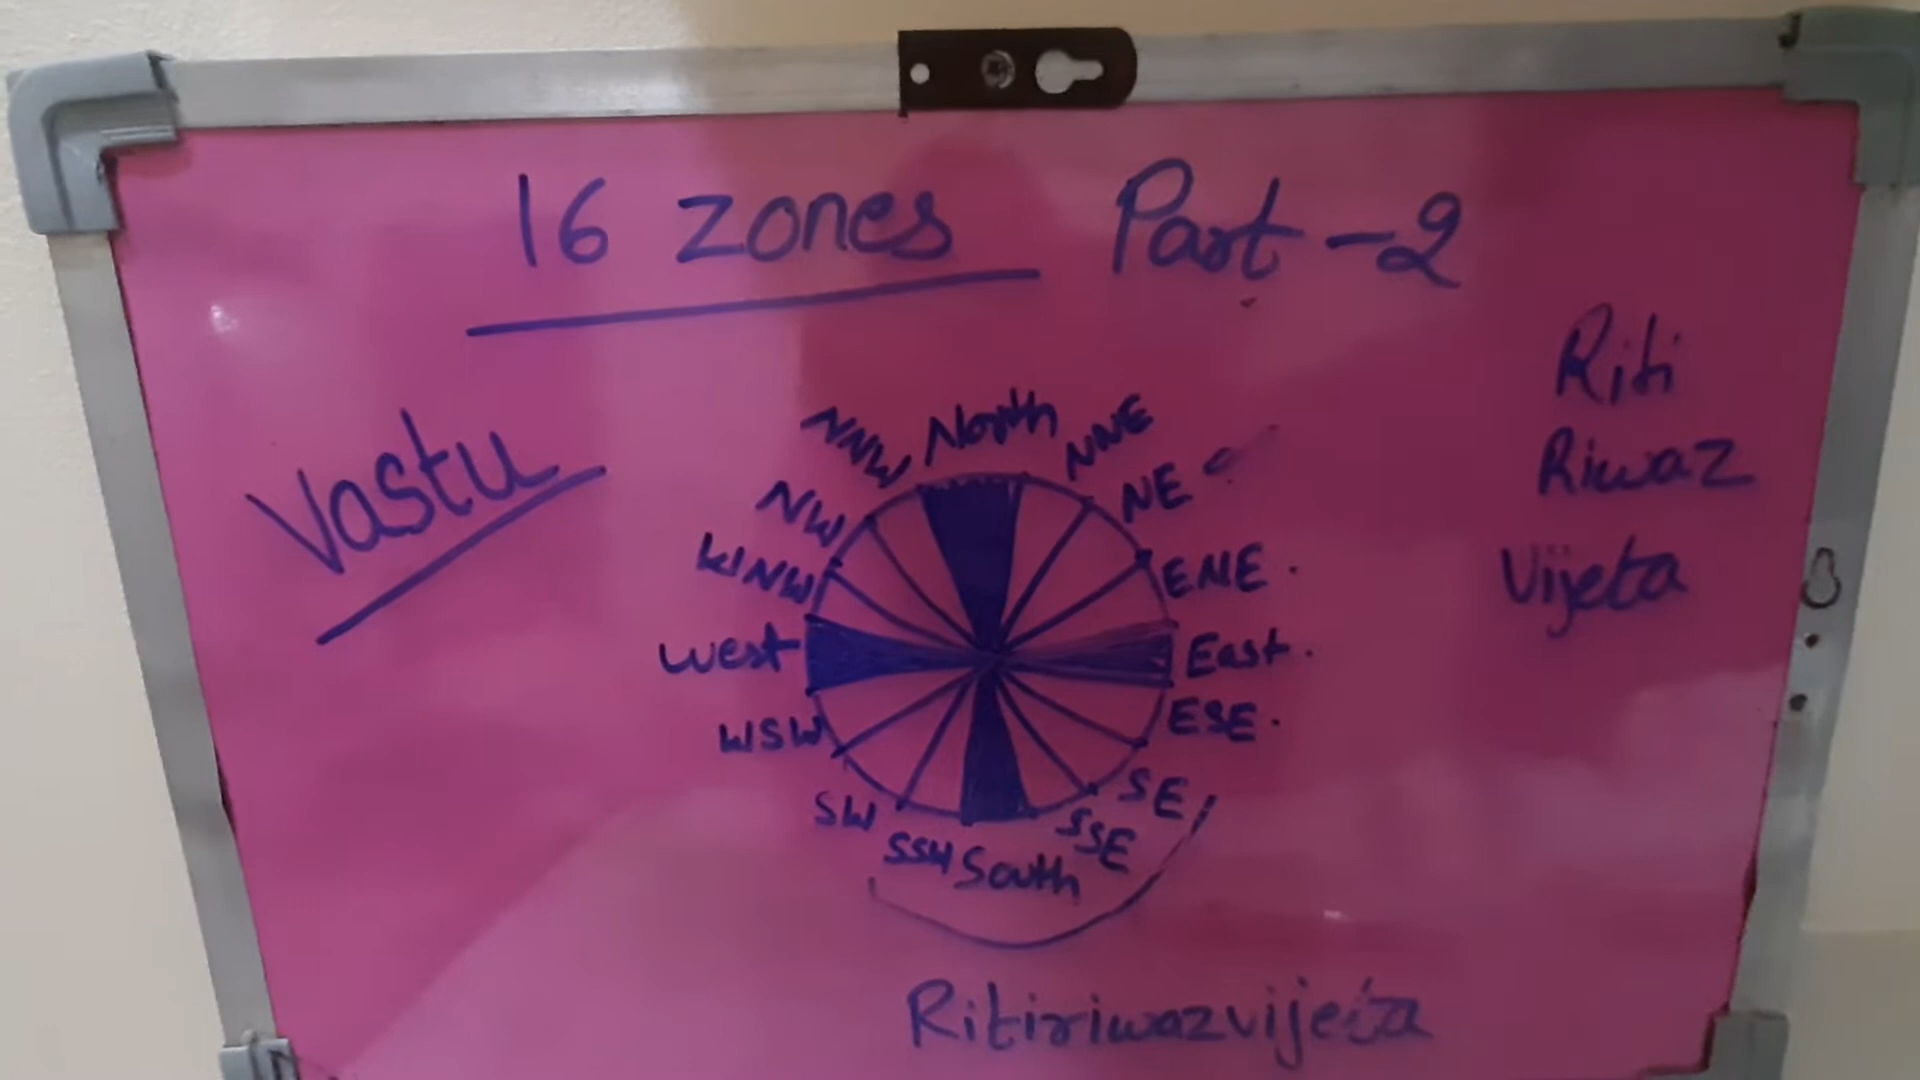 16 zones Part-2
Riti
Riwaz
Vijeta
Vastu
North
NNE
NE
ENE.
East.
ESE.
SE
SSE
South
SSW
SW
WSW
West
WNW
NW
NNW
Ritiriwazvijeta